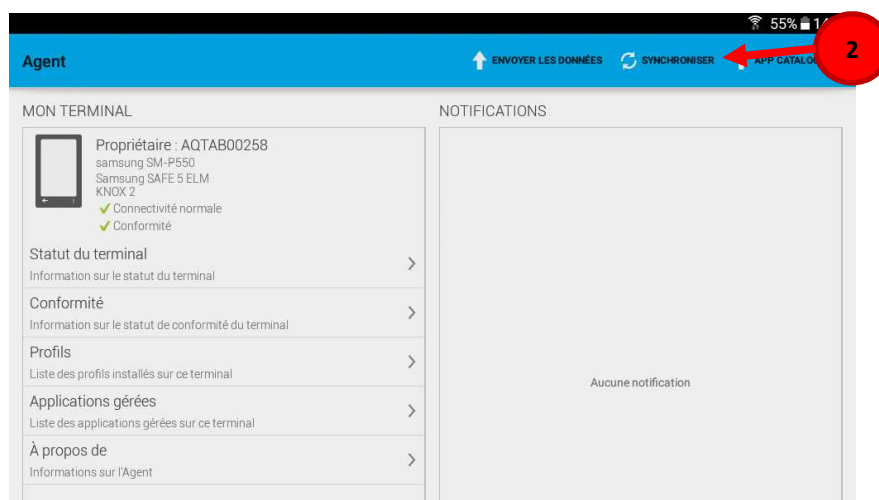 55%
2
Agent
ENVOYER LES DONNÉES
SYNCHRONISER
MON TERMINAL
NOTIFICATIONS
Propriétaire : AQTAB00258
samsung SM-P550
Samsung SAFE 5 ELM
KNOX 2
Connectivité normale
Conformité
Statut du terminal
Information sur le statut du terminal
Conformité
Information sur le statut de conformité du terminal
Profils
Liste des profils installés sur ce terminal
Aucune notification
Applications gérées
Liste des applications gérées sur ce terminal
À propos de
Informations sur l'Agent